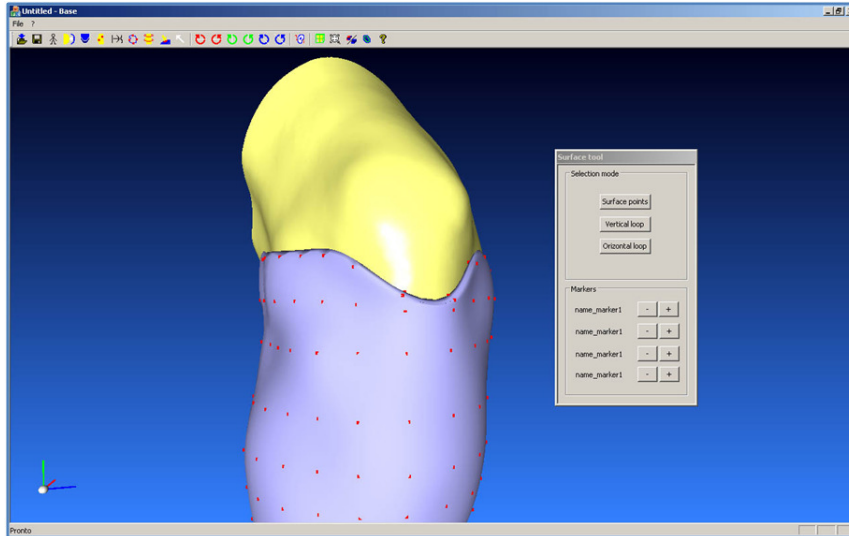 Untitled - Base
File ?
Surface tool
Selection mode
Surface points
Vertical loop
Orizontal loop
Markers
name_marker1 - +
name_marker1 - +
name_marker1 - +
name_marker1 - +
Pronto